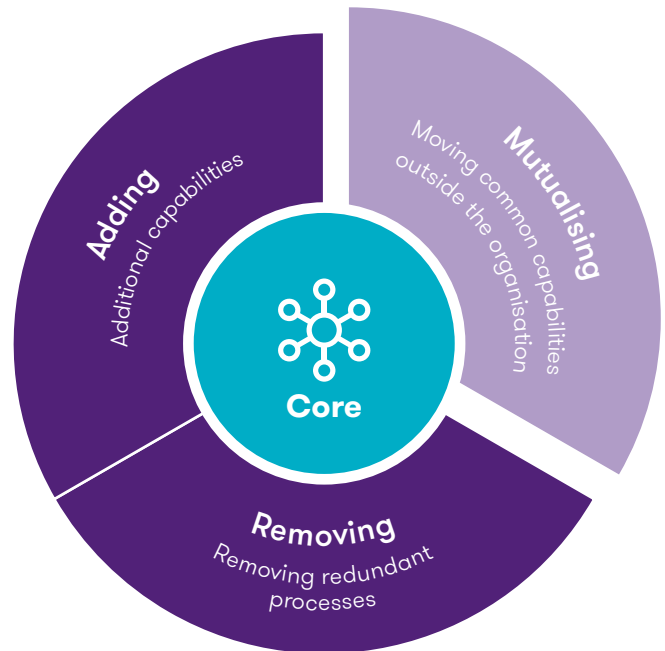 Adding
Additional capabilities
Mutualising
Moving common capabilities
outside the organisation
Core
Removing
Removing redundant
processes